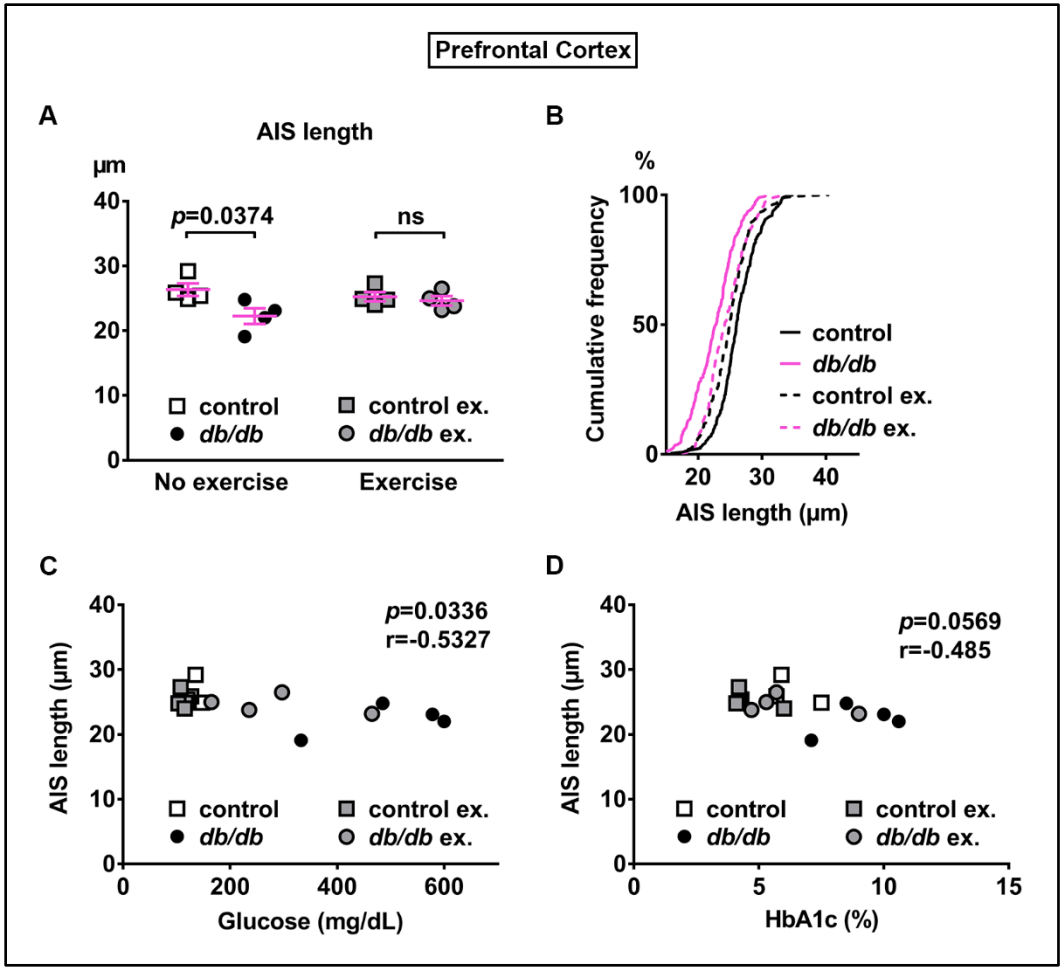 Prefrontal Cortex
A
AIS length
µm
40
30
20
10
0
p=0.0374
ns
control
db/db
control ex.
db/db ex.
No exercise
Exercise
B
%
100
50
0
Cumulative frequency
control
db/db
control ex.
db/db ex.
20 30 40
AIS length (µm)
C
40
30
20
10
0
AIS length (µm)
p=0.0336
r=-0.5327
control
db/db
control ex.
db/db ex.
0 200 400 600
Glucose (mg/dL)
D
40
30
20
10
0
AIS length (µm)
p=0.0569
r=-0.485
control
db/db
control ex.
db/db ex.
0 5 10 15
HbA1c (%)